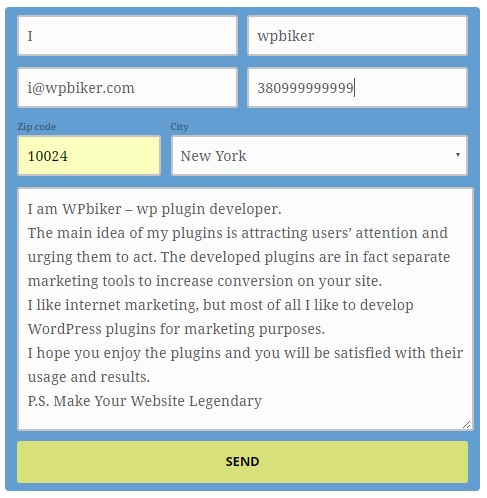 I
wpbiker
i@wpbiker.com
380999999999
Zip code
City
10024
New York
I am WPbiker – wp plugin developer.
The main idea of my plugins is attracting users’ attention and
urging them to act. The developed plugins are in fact separate
marketing tools to increase conversion on your site.
I like internet marketing, but most of all I like to develop
WordPress plugins for marketing purposes.
I hope you enjoy the plugins and you will be satisfied with their
usage and results.
P.S. Make Your Website Legendary
SEND